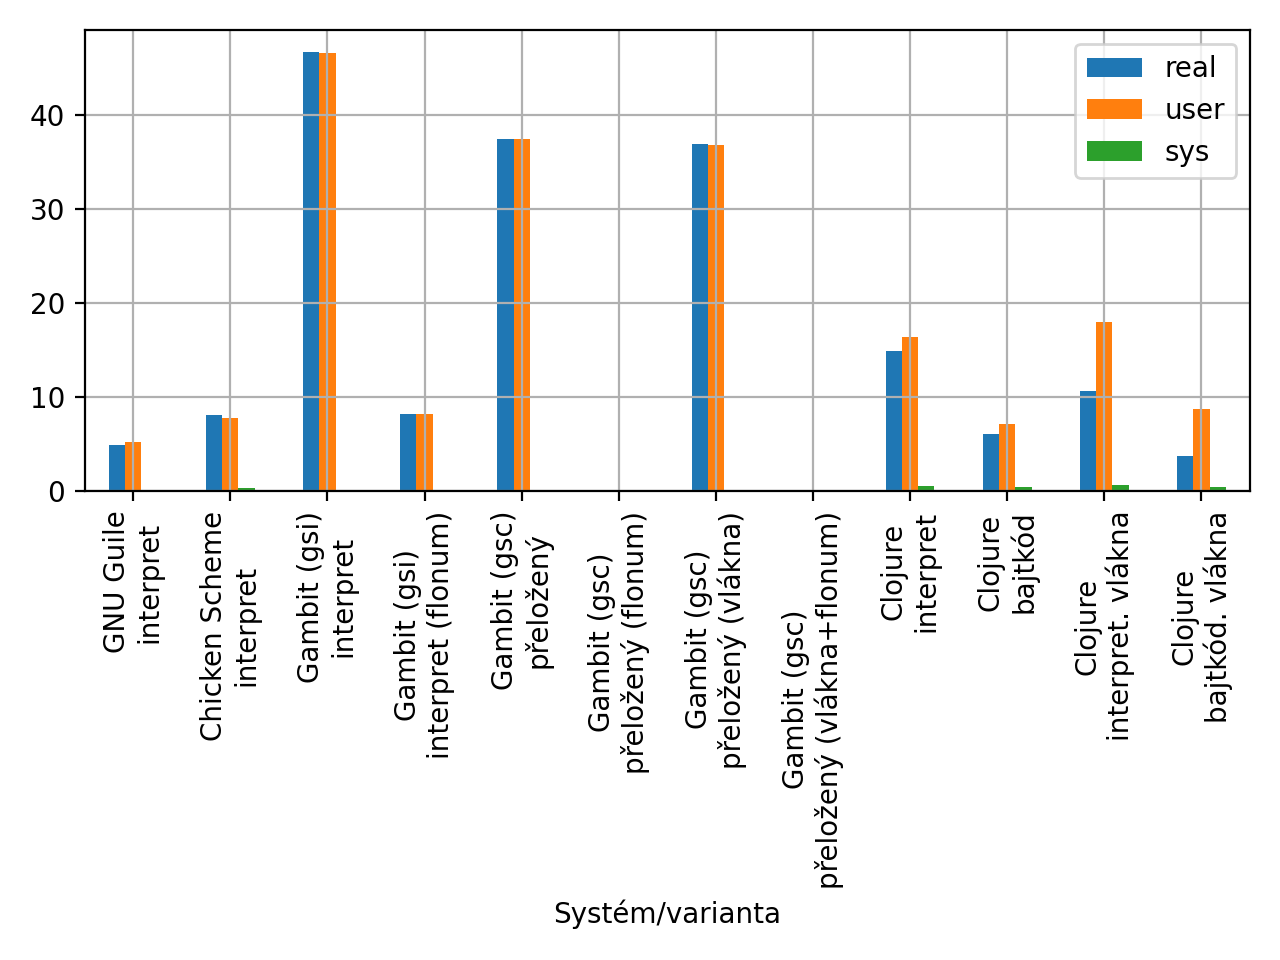 real
user
sys
40
30
20
10
0
GNU Guile
interpret
Chicken Scheme
interpret
Gambit (gsi)
interpret
Gambit (gsi)
interpret (flonum)
Gambit (gsc)
přeložený
Gambit (gsc)
přeložený (flonum)
Gambit (gsc)
přeložený (vlákna)
Gambit (gsc)
přeložený (vlákna+flonum)
Clojure
interpret
Clojure
bajtkód
Clojure
interpret. vlákna
Clojure
bajtkód. vlákna
Systém/varianta